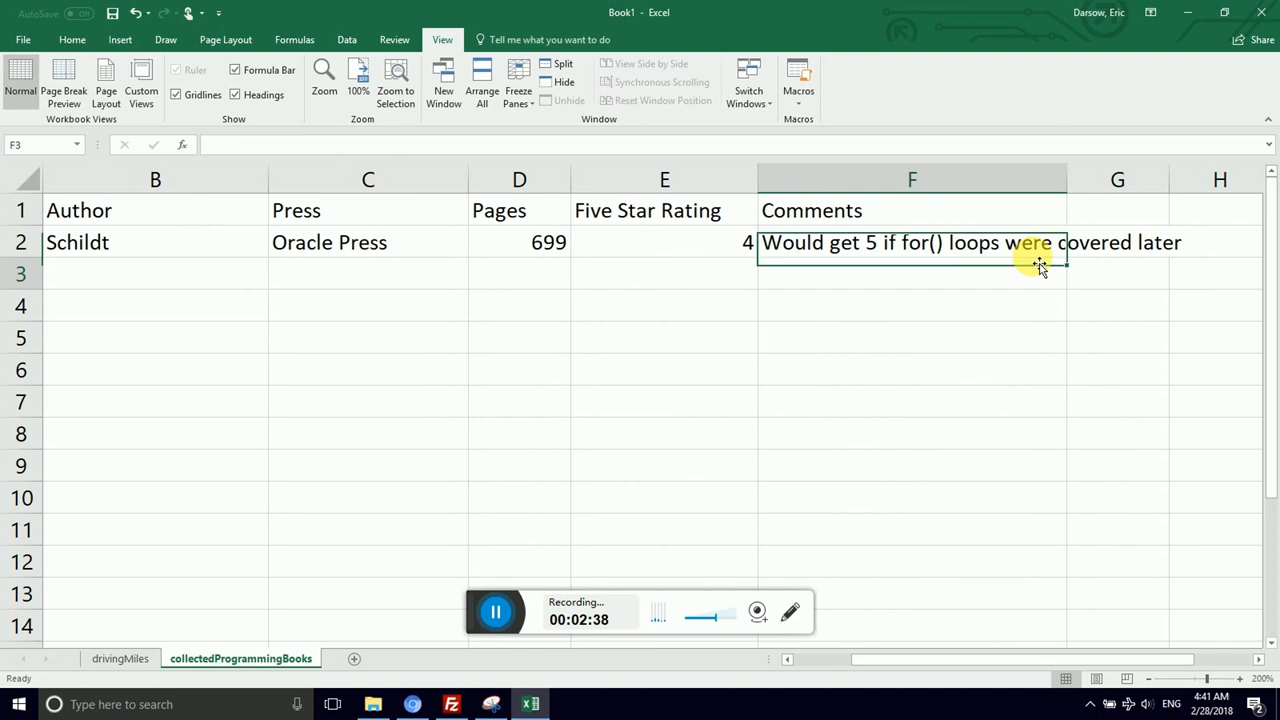 AutoSave Off
Book1 - Excel
Darsow, Eric
File Home Insert Draw Page Layout Formulas Data Review View Tell me what you want to do Share
Normal
Page Break Preview
Page Layout
Custom Views
Workbook Views
Ruler
Formula Bar
Gridlines
Headings
Show
Zoom
100%
Zoom to Selection
Zoom
New Window
Arrange All
Freeze Panes
Split
Hide
Unhide
View Side by Side
Synchronous Scrolling
Reset Window Position
Window
Switch Windows
Macros
Macros
F3 fx
B C D E F G H
1 Author Press Pages Five Star Rating Comments
2 Schildt Oracle Press 699 4 Would get 5 if for() loops were covered later
3
4
5
6
7
8
9
10
11
12
13
14
Recording...
00:02:38
drivingMiles collectedProgrammingBooks
Ready 200%
Type here to search ENG
4:41 AM
2/28/2018
2